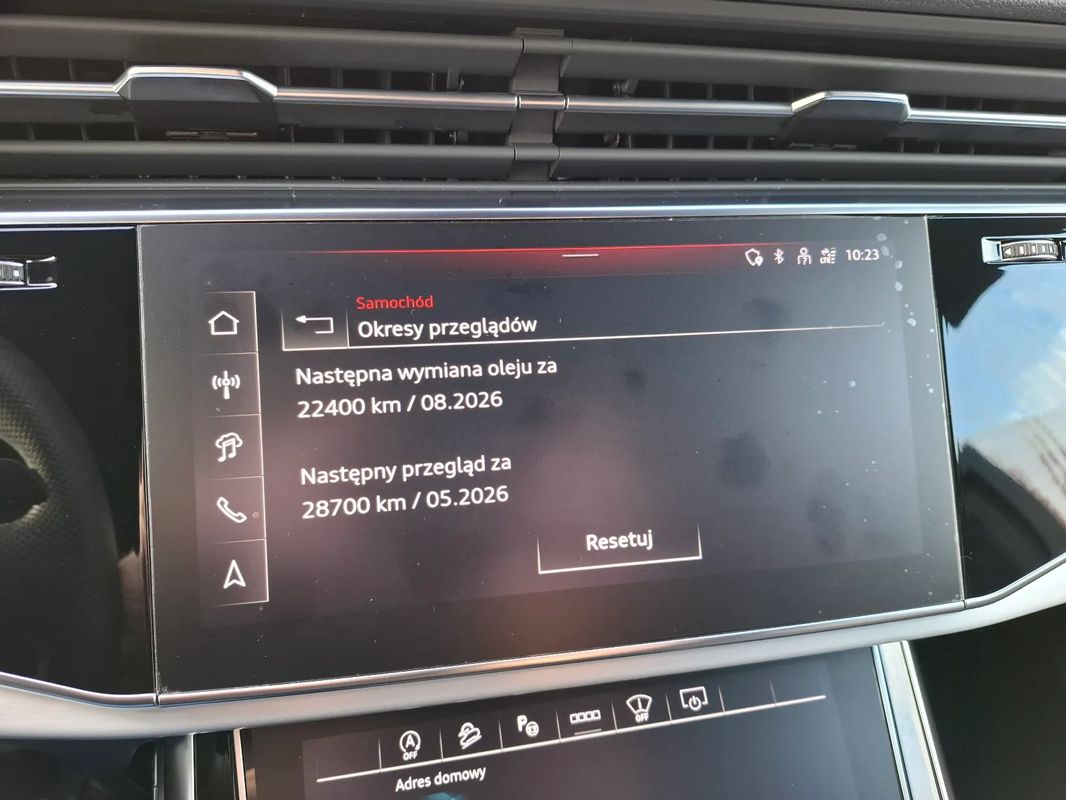 LTE 10:23
Samochód
Okresy przeglądów
Następna wymiana oleju za
22400 km / 08.2026
Następny przegląd za
28700 km / 05.2026
Resetuj
A
OFF
P
OFF
Adres domowy